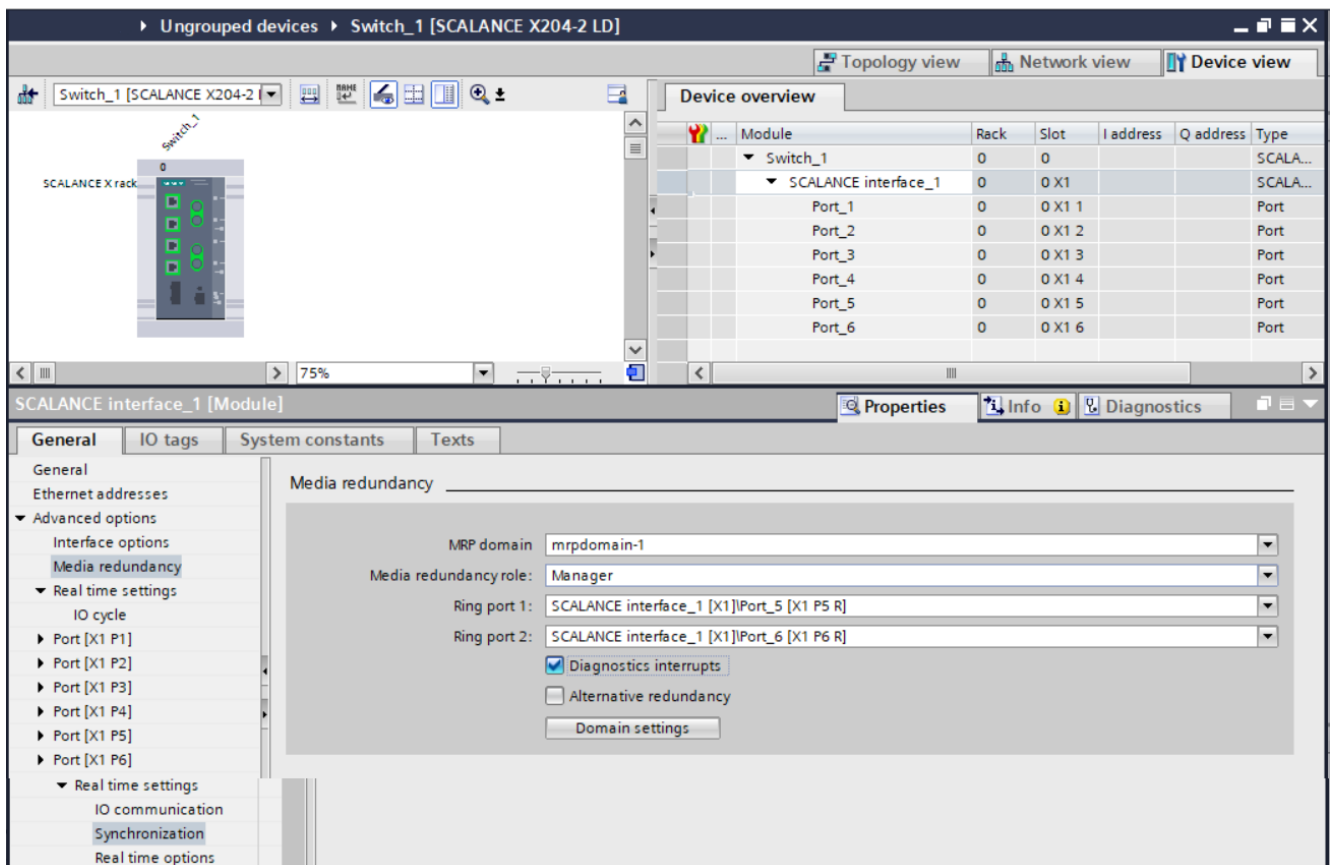 Ungrouped devices Switch_1 [SCALANCE X204-2 LD]
Topology view Network view Device view
Switch_1 [SCALANCE X204-2 Device overview
... Module Rack Slot I address Q address Type
Switch_1 0 0 SCALA...
SCALANCE interface_1 0 0 X1 SCALA...
Port_1 0 0 X1 1 Port
Port_2 0 0 X1 2 Port
Port_3 0 0 X1 3 Port
Port_4 0 0 X1 4 Port
Port_5 0 0 X1 5 Port
Port_6 0 0 X1 6 Port
Switch_1
0
SCALANCE X rack
75%
SCALANCE interface_1 [Module] Properties Info Diagnostics
General IO tags System constants Texts
General
Ethernet addresses
Advanced options
Interface options
Media redundancy
Real time settings
IO cycle
Port [X1 P1]
Port [X1 P2]
Port [X1 P3]
Port [X1 P4]
Port [X1 P5]
Port [X1 P6]
Real time settings
IO communication
Synchronization
Real time options
Media redundancy
MRP domain mrpdomain-1
Media redundancy role: Manager
Ring port 1: SCALANCE interface_1 [X1]\Port_5 [X1 P5 R]
Ring port 2: SCALANCE interface_1 [X1]\Port_6 [X1 P6 R]
Diagnostics interrupts
Alternative redundancy
Domain settings